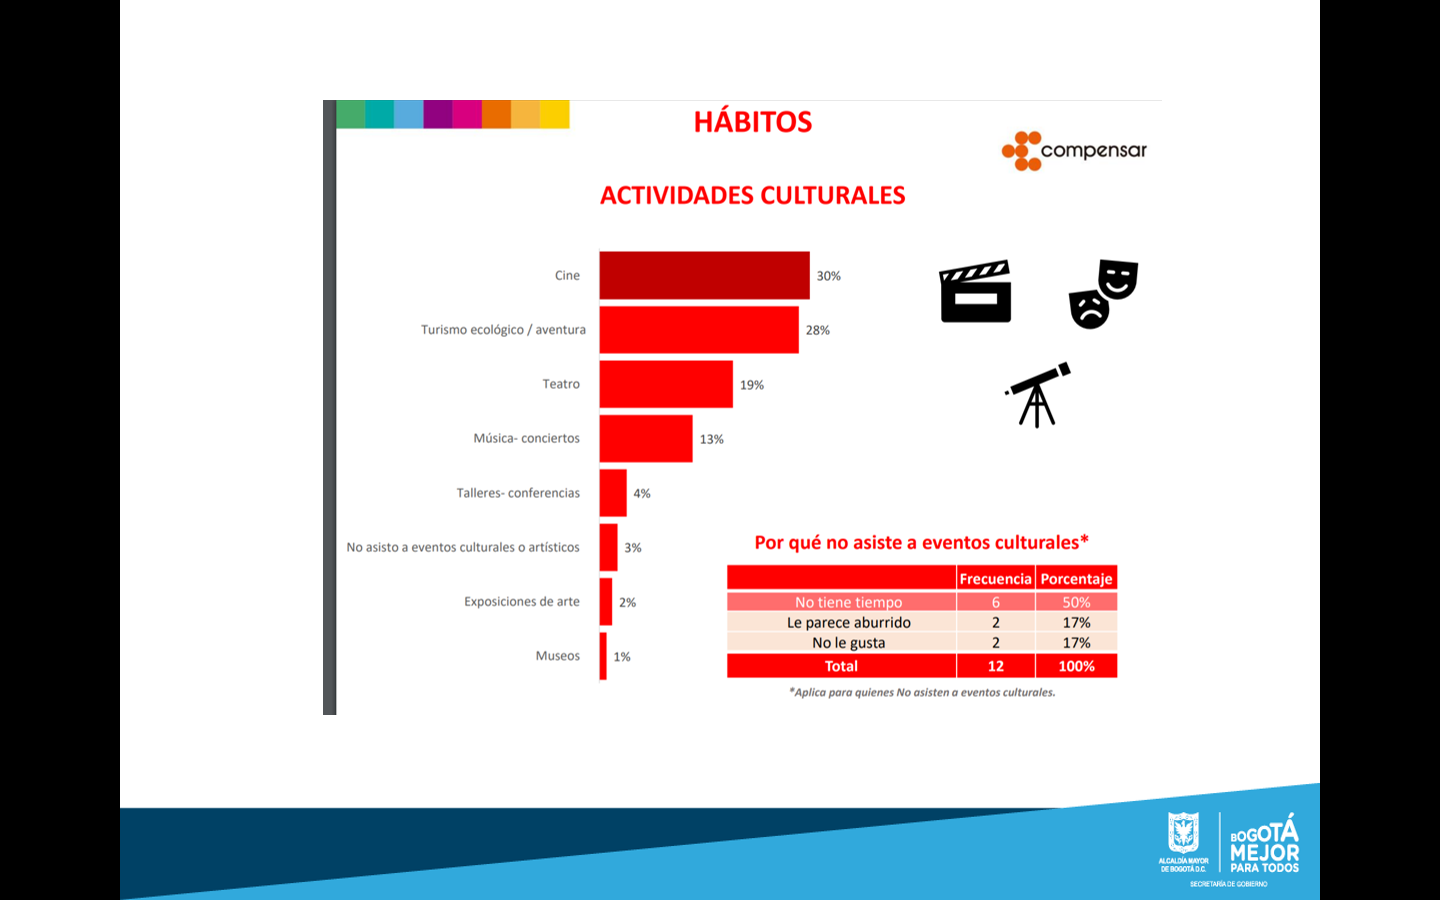 HÁBITOS
compensar
ACTIVIDADES CULTURALES
Cine 30%
Turismo ecológico / aventura 28%
Teatro 19%
Música- conciertos 13%
Talleres- conferencias 4%
No asisto a eventos culturales o artísticos 3%
Exposiciones de arte 2%
Museos 1%
Por qué no asiste a eventos culturales*
Frecuencia Porcentaje
No tiene tiempo 6 50%
Le parece aburrido 2 17%
No le gusta 2 17%
Total 12 100%
*Aplica para quienes No asisten a eventos culturales.
ALCALDÍA MAYOR
DE BOGOTÁ D.C.
BOGOTÁ
MEJOR
PARA TODOS
SECRETARÍA DE GOBIERNO